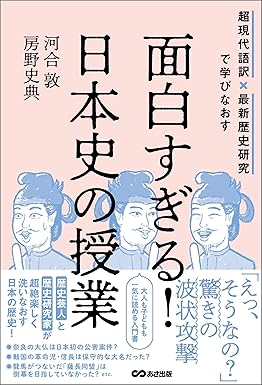 超現代語訳×最新歴史研究
で学びなおす
面白すぎる!
日本史の授業
河合 敦
房野史典
「えっ、
そうなの?」
驚きの
波状攻撃
大人も子どもも
一気に読める入門書
歴史芸人と
歴史研究家が
超絶楽しく
洗いなおす
日本の歴史!
●奈良の大仏は日本初の公害案件?
●戦国の革命児・信長は保守的な大名だった?
●龍馬がつないだ「薩長同盟」は
倒幕を目指していなかった? etc.
あさ出版